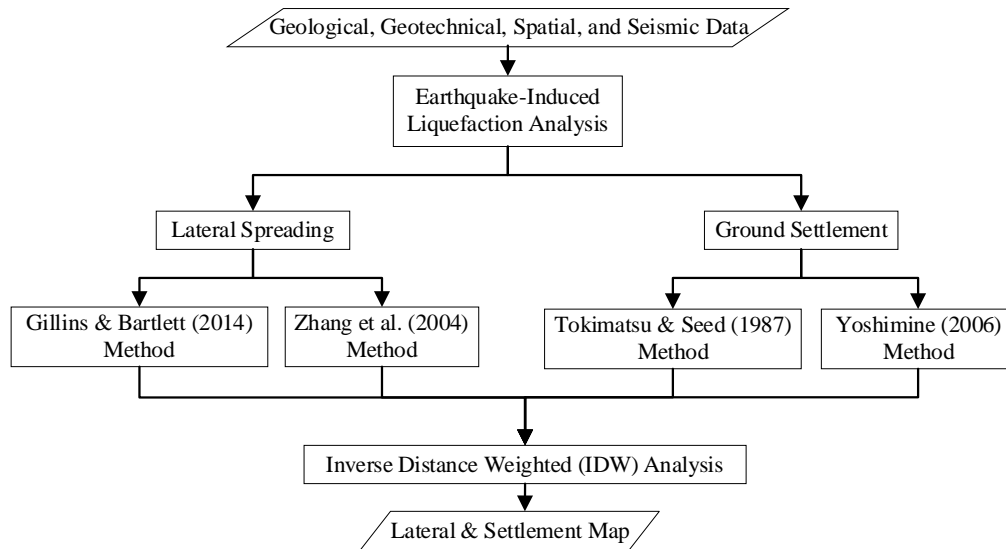 Geological, Geotechnical, Spatial, and Seismic Data
Earthquake-Induced
Liquefaction Analysis
Lateral Spreading
Ground Settlement
Gillins & Bartlett (2014)
Method
Zhang et al. (2004)
Method
Tokimatsu & Seed (1987)
Method
Yoshimine (2006)
Method
Inverse Distance Weighted (IDW) Analysis
Lateral & Settlement Map